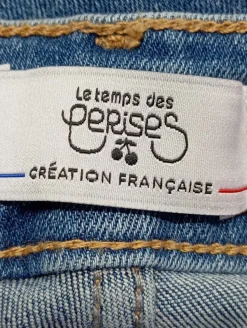 Le temps des
CERISES
CRÉATION FRANÇAISE